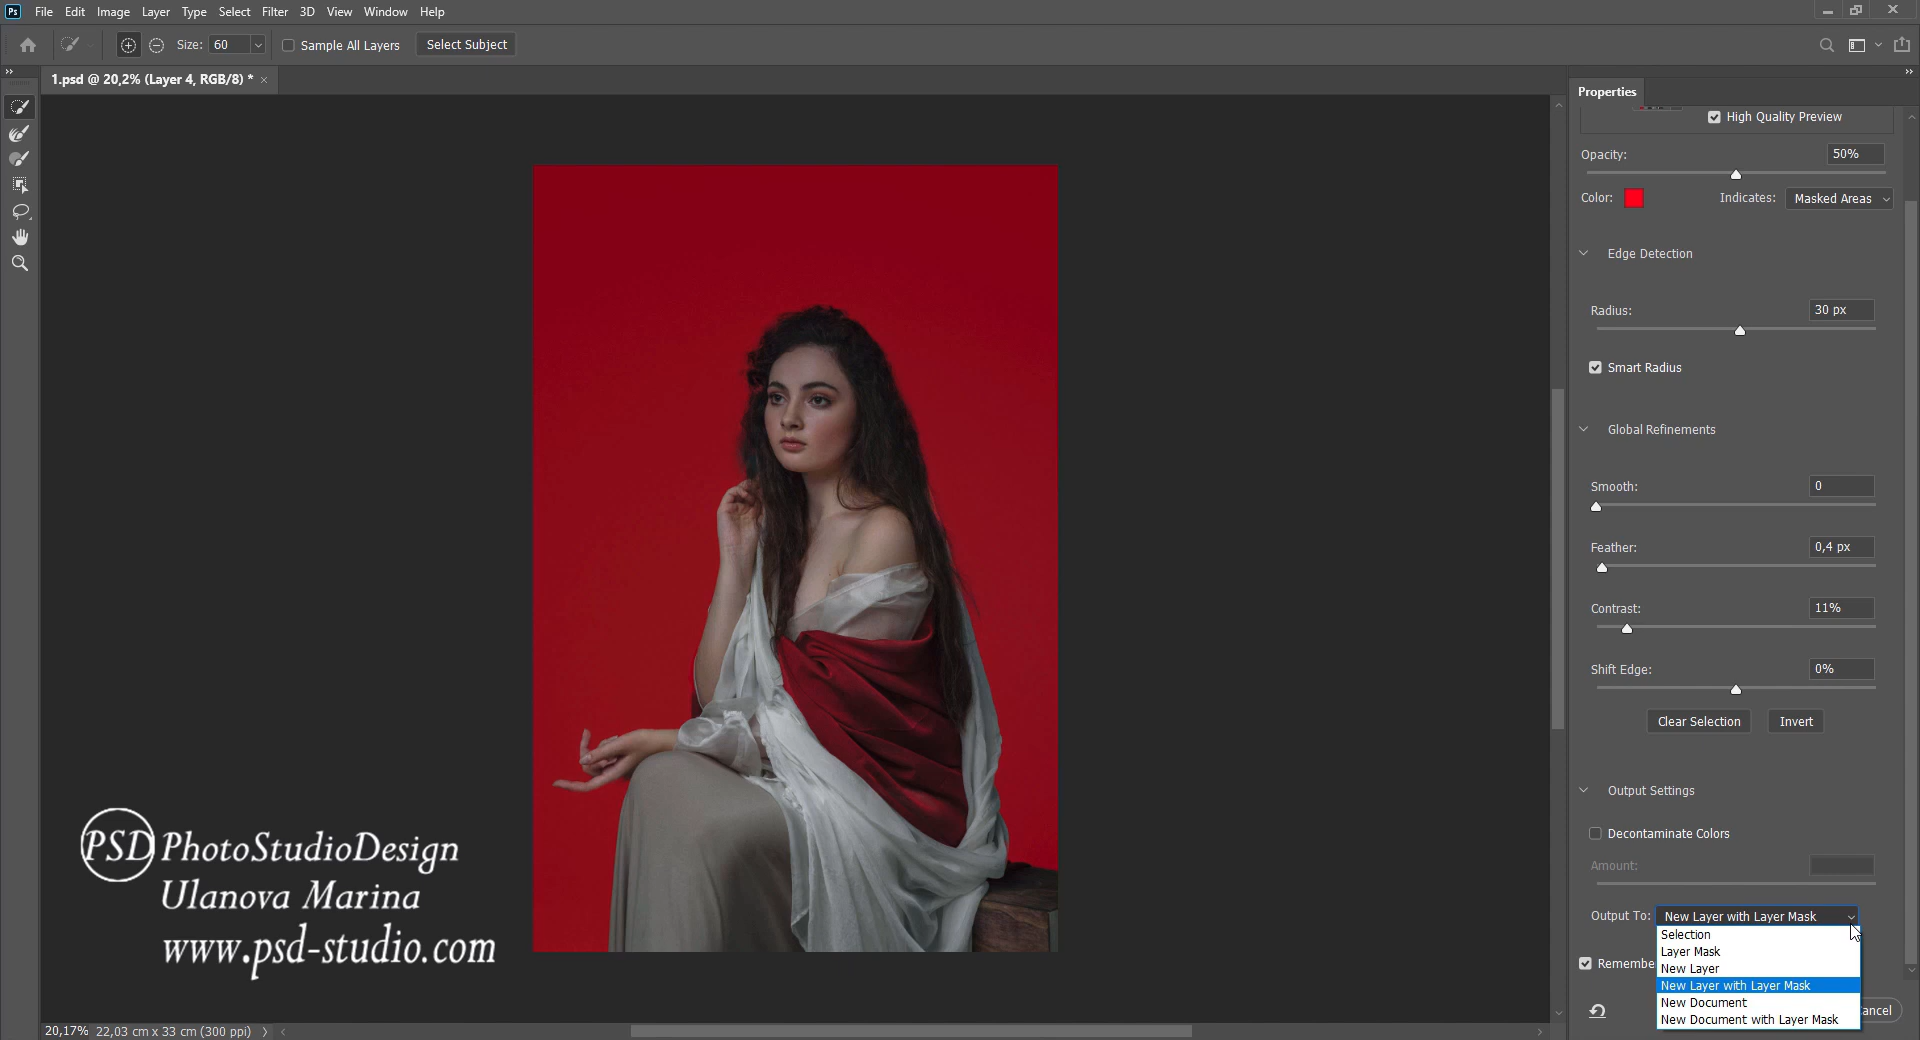 Ps File Edit Image Layer Type Select Filter 3D View Window Help
Size: 60 Sample All Layers Select Subject
1.psd @ 20,2% (Layer 4, RGB/8) *
Properties
High Quality Preview
Opacity: 50%
Color: Indicates: Masked Areas
Edge Detection
Radius: 30 px
Smart Radius
Global Refinements
Smooth: 0
Feather: 0,4 px
Contrast: 11%
Shift Edge: 0%
Clear Selection Invert
Output Settings
Decontaminate Colors
Amount:
Output To: New Layer with Layer Mask
Selection
Layer Mask
New Layer
New Layer with Layer Mask
New Document
New Document with Layer Mask
Remembe
ancel
PSD PhotoStudioDesign
Ulanova Marina
www.psd-studio.com
20,17% 22,03 cm x 33 cm (300 ppi)